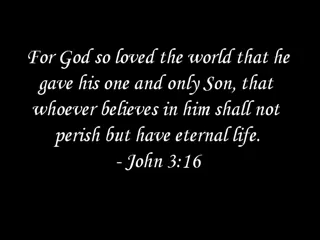 For God so loved the world that he
gave his one and only Son, that
whoever believes in him shall not
perish but have eternal life.
- John 3:16